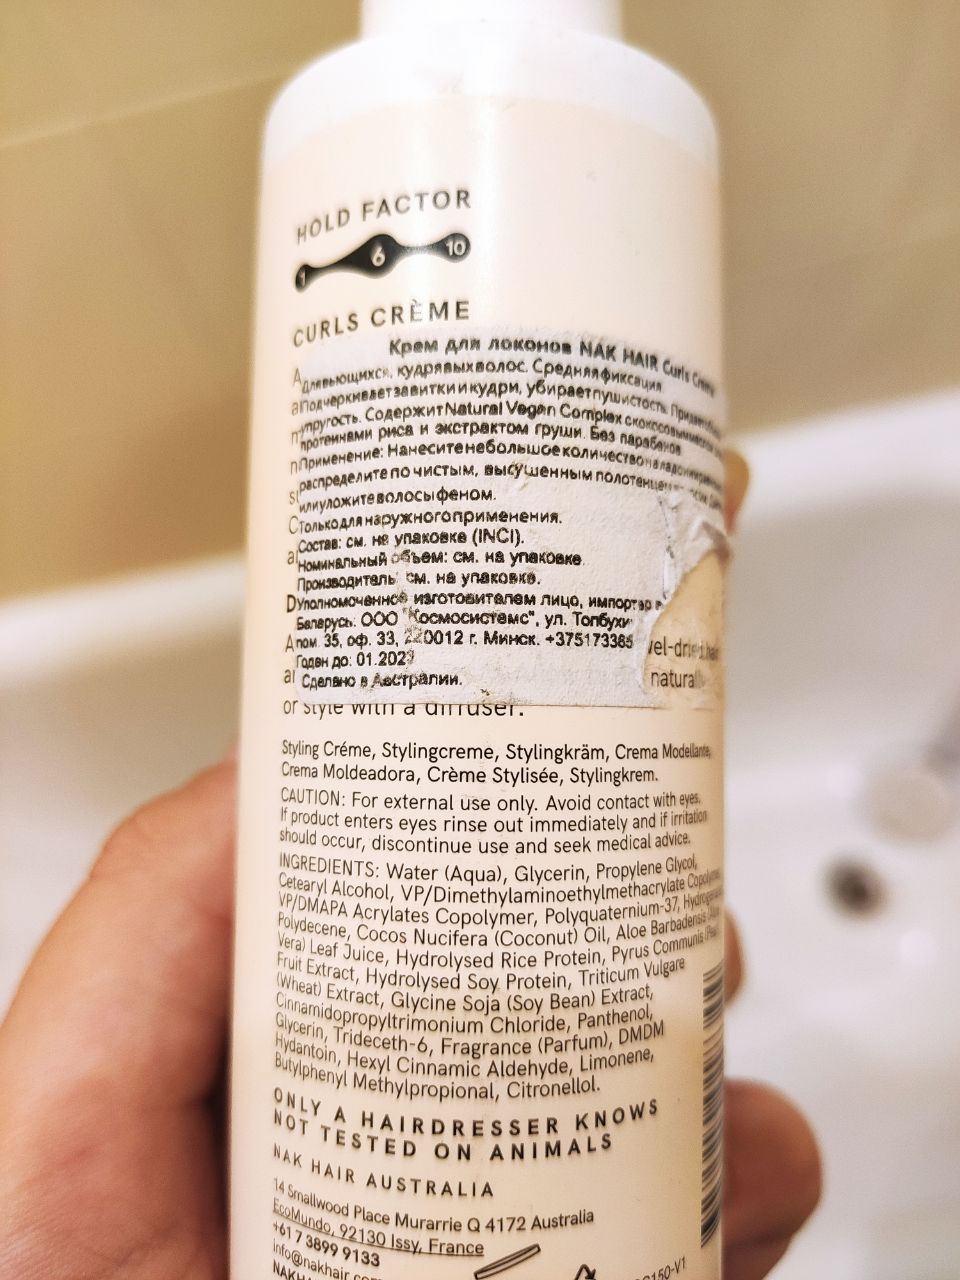 HOLD FACTOR
1 6 10
CURLS CRÈME
Крем для локонов NAK HAIR Curls Creme
Для вьющихся, кудрявых волос. Средняя фиксация.
Подчеркивает завитки и кудри, убирает пушистость.
упругость. Содержит Natural Vegan Complex с кокосовым
протеинами риса и экстрактом груши. Без парабенов
Применение: Нанесите небольшое количество на ладони
распределите по чистым, высушенным полотенцем
или уложите волосы феном.
Только для наружного применения.
Состав: см. на упаковке (INCI).
Номинальный объем: см. на упаковке
Производитель: см. на упаковке.
Уполномоченное изготовителем лицо, импортер в
Беларусь: ООО "Космосистемс", ул.
пом. 35, оф. 33, 220012 г. Минск. +375173385
Годен до: 01.2023
Сделано в Австралии.
natural
or style with a diffuser.
Styling Créme, Stylingcreme, Stylingkräm, Crema Modellante,
Crema Moldeadora, Crème Stylisée, Stylingkrem.
CAUTION: For external use only. Avoid contact with eyes.
If product enters eyes rinse out immediately and if irritation
should occur, discontinue use and seek medical advice.
INGREDIENTS: Water (Aqua), Glycerin, Propylene Glycol,
Cetearyl Alcohol, VP/Dimethylaminoethylmethacrylate Copolymer,
VP/DMAPA Acrylates Copolymer, Polyquaternium-37,
Polydecene, Cocos Nucifera (Coconut) Oil, Aloe Barbadensis (Aloe
Vera) Leaf Juice, Hydrolysed Rice Protein, Pyrus Communis (Pear)
Fruit Extract, Hydrolysed Soy Protein, Triticum Vulgare
(Wheat) Extract, Glycine Soja (Soy Bean) Extract,
Cinnamidopropyltrimonium Chloride, Panthenol,
Glycerin, Trideceth-6, Fragrance (Parfum), DMDM
Hydantoin, Hexyl Cinnamic Aldehyde, Limonene,
Butylphenyl Methylpropional, Citronellol.
ONLY A HAIRDRESSER KNOWS
NOT TESTED ON ANIMALS
NAK HAIR AUSTRALIA
14 Smallwood Place Murarrie Q 4172 Australia
EcoMundo, 92130 Issy, France
+61 7 3899 9133
info@nakhair.com